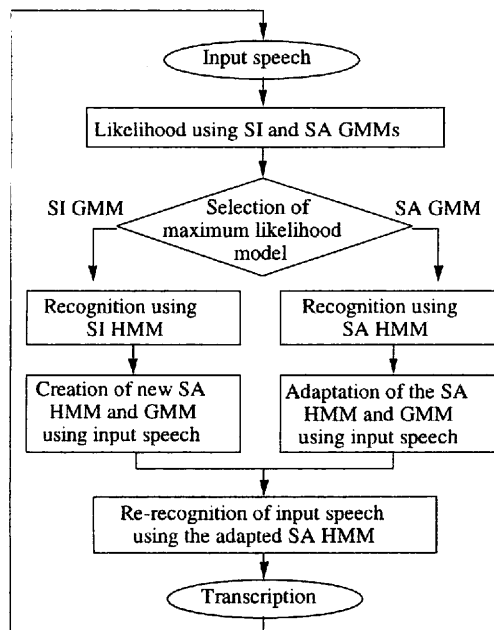 Input speech
Likelihood using SI and SA GMMs
SI GMM
Selection of
maximum likelihood
model
SA GMM
Recognition using
SI HMM
Recognition using
SA HMM
Creation of new SA
HMM and GMM
using input speech
Adaptation of the SA
HMM and GMM
using input speech
Re-recognition of input speech
using the adapted SA HMM
Transcription